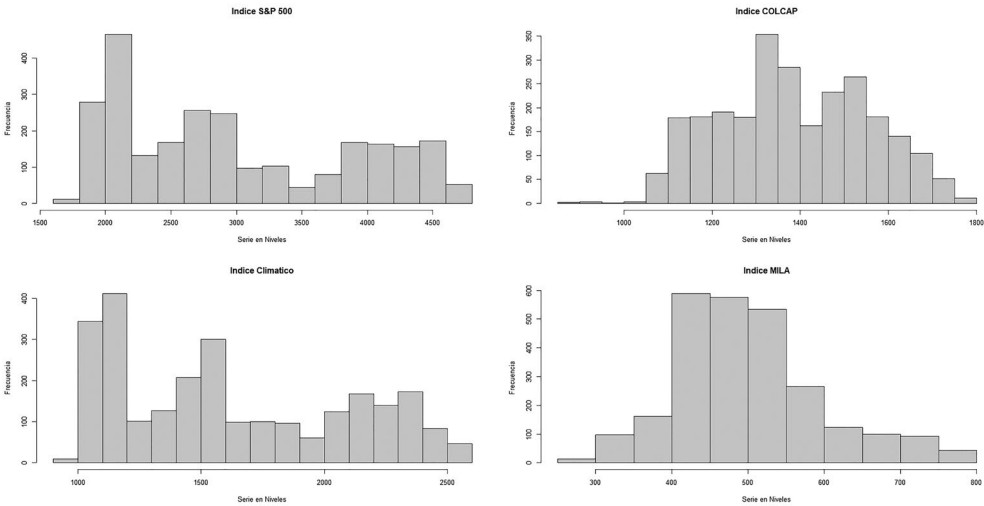 Indice S&P 500
Frecuencia
400
300
200
100
0
1500 2000 2500 3000 3500 4000 4500
Serie en Niveles
Indice COLCAP
Frecuencia
350
300
250
200
150
100
50
0
1000 1200 1400 1600 1800
Serie en Niveles
Indice Climatico
Frecuencia
400
300
200
100
0
1000 1500 2000 2500
Serie en Niveles
Indice MILA
Frecuencia
600
500
400
300
200
100
0
300 400 500 600 700 800
Serie en Niveles